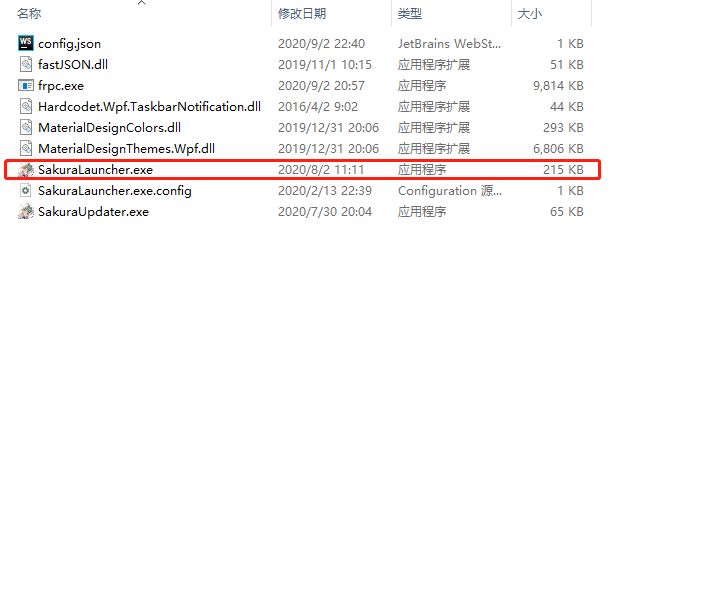 名称 修改日期 类型 大小
WS config.json 2020/9/2 22:40 JetBrains WebSt... 1 KB
fastJSON.dll 2019/11/1 10:15 应用程序扩展 51 KB
frpc.exe 2020/9/2 20:57 应用程序 9,814 KB
Hardcodet.Wpf.TaskbarNotification.dll 2016/4/2 9:02 应用程序扩展 44 KB
MaterialDesignColors.dll 2019/12/31 20:06 应用程序扩展 293 KB
MaterialDesignThemes.Wpf.dll 2019/12/31 20:06 应用程序扩展 6,806 KB
SakuraLauncher.exe 2020/8/2 11:11 应用程序 215 KB
SakuraLauncher.exe.config 2020/2/13 22:39 Configuration 源... 1 KB
SakuraUpdater.exe 2020/7/30 20:04 应用程序 65 KB